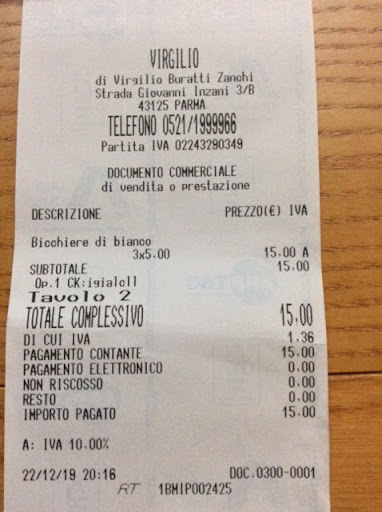 VIRGILIO
di Virgilio Buratti Zanchi
Strada Giovanni Inzani 3/B
43125 PARMA
TELEFONO 0521/1999966
Partita IVA 02243290349
DOCUMENTO COMMERCIALE
di vendita o prestazione
DESCRIZIONE PREZZO(€) IVA
Bicchiere di bianco
3x5.00 15.00 A
SUBTOTALE 15.00
Op.1 CK:igialcll
Tavolo 2
TOTALE COMPLESSIVO 15,00
DI CUI IVA 1.36
PAGAMENTO CONTANTE 15.00
PAGAMENTO ELETTRONICO 0.00
NON RISCOSSO 0.00
RESTO 0.00
IMPORTO PAGATO 15.00
A: IVA 10.00%
22/12/19 20:16 DOC.0300-0001
RT 1BMIP002425